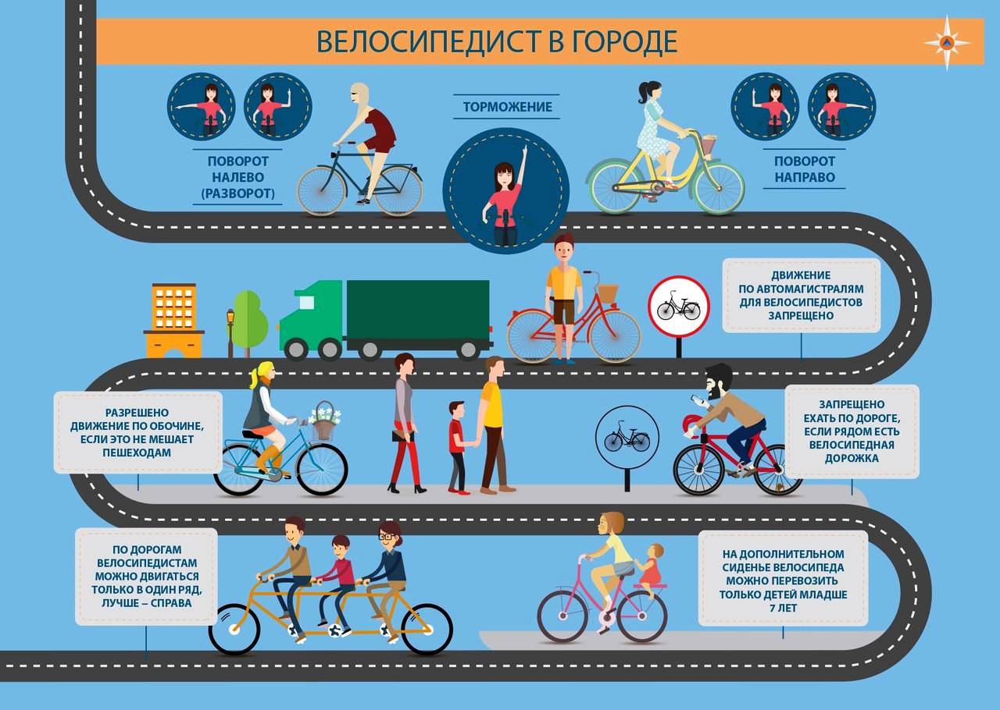 ВЕЛОСИПЕДИСТ В ГОРОДЕ
ПОВОРОТ
НАЛЕВО
(РАЗВОРОТ)
ТОРМОЖЕНИЕ
ПОВОРОТ
НАПРАВО
ДВИЖЕНИЕ
ПО АВТОМАГИСТРАЛЯМ
ДЛЯ ВЕЛОСИПЕДИСТОВ
ЗАПРЕЩЕНО
РАЗРЕШЕНО
ДВИЖЕНИЕ ПО ОБОЧИНЕ,
ЕСЛИ ЭТО НЕ МЕШАЕТ
ПЕШЕХОДАМ
ЗАПРЕЩЕНО
ЕХАТЬ ПО ДОРОГЕ,
ЕСЛИ РЯДОМ ЕСТЬ
ВЕЛОСИПЕДНАЯ
ДОРОЖКА
ПО ДОРОГАМ
ВЕЛОСИПЕДИСТАМ
МОЖНО ДВИГАТЬСЯ
ТОЛЬКО В ОДИН РЯД,
ЛУЧШЕ – СПРАВА
НА ДОПОЛНИТЕЛЬНОМ
СИДЕНЬЕ ВЕЛОСИПЕДА
МОЖНО ПЕРЕВОЗИТЬ
ТОЛЬКО ДЕТЕЙ МЛАДШЕ
7 ЛЕТ